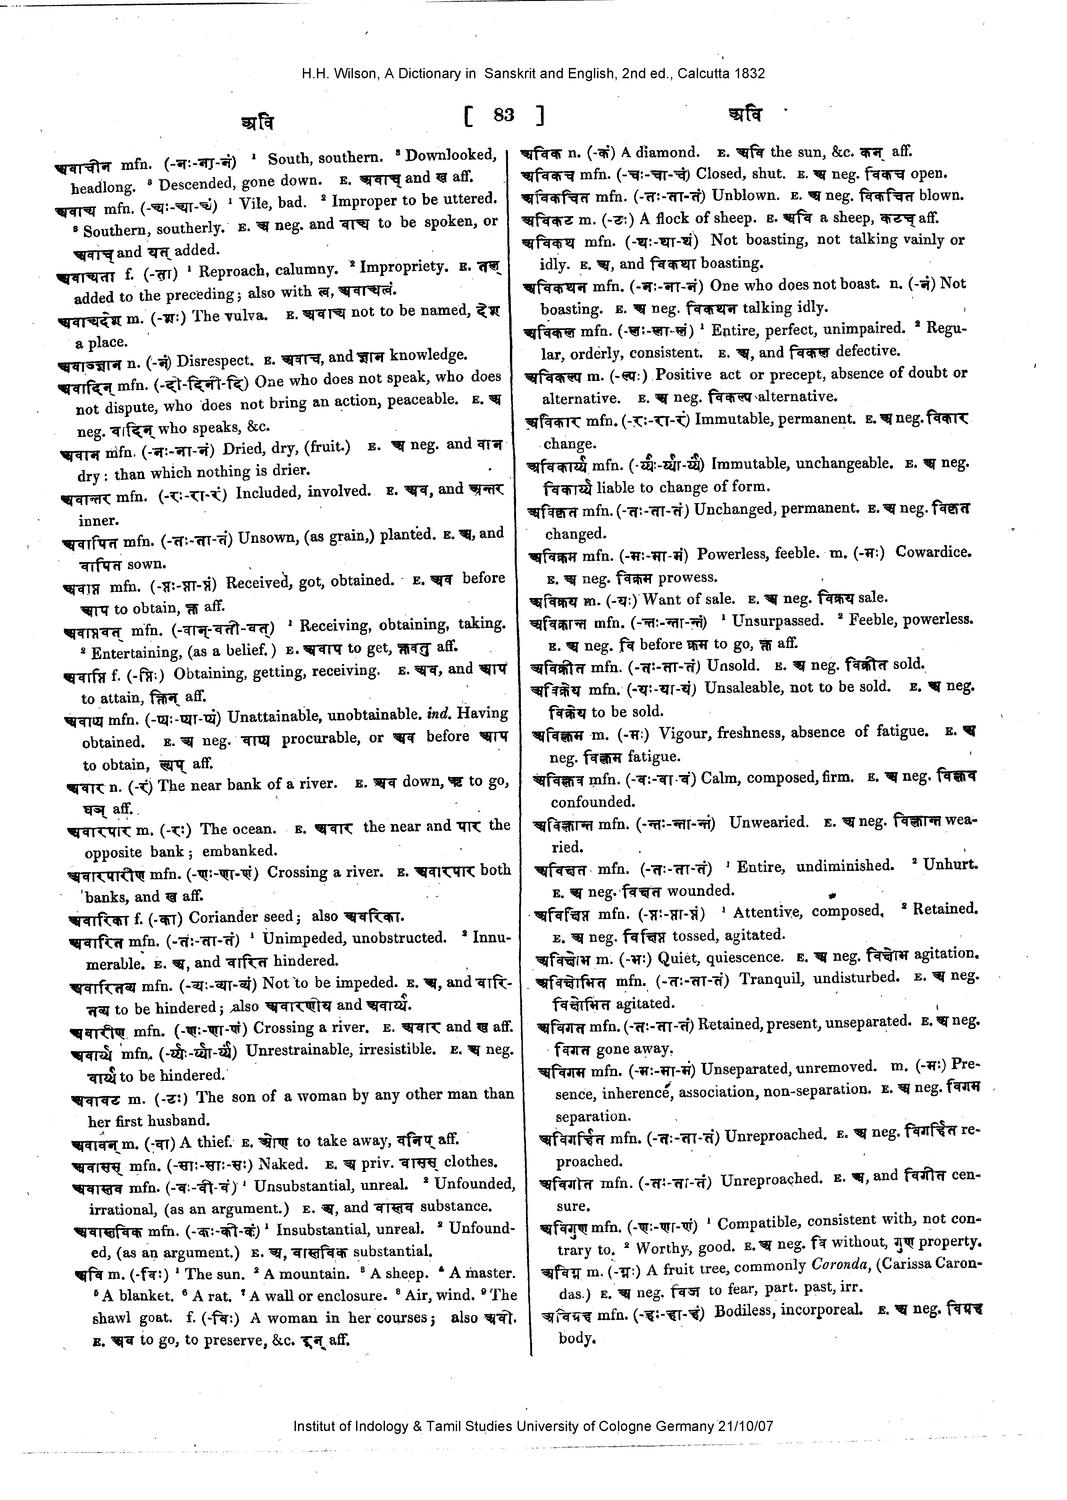 H.H. Wilson, A Dictionary in Sanskrit and English, 2nd ed., Calcutta 1832
अवि [ 83 ] अवि
अवाचीन mfn. (-नः-ना-नं) ¹ South, southern. ² Downlooked,
headlong. ³ Descended, gone down. E. अवाच् and ख aff.
अवाच्य mfn. (-च्यः-च्या-च्यं) ¹ Vile, bad. ² Improper to be uttered.
³ Southern, southerly. E. अ neg. and वाच्य to be spoken, or
अवाच् and यत् added.
अवाच्यता f. (-ता) ¹ Reproach, calumny. ² Impropriety. E. तल्
added to the preceding; also with त्व, अवाच्यत्वं.
अवाच्यदेश m. (-शः) The vulva. E. अवाच्य not to be named, देश
a place.
अवाज्ज्ञान n. (-नं) Disrespect. E. अवाच्, and ज्ञान knowledge.
अवादिन् mfn. (-दी-दिनी-दि) One who does not speak, who does
not dispute, who does not bring an action, peaceable. E. अ
neg. वादिन् who speaks, &c.
अवान mfn. (-नः-ना-नं) Dried, dry, (fruit.) E. अ neg. and वान
dry: than which nothing is drier.
अवान्तर mfn. (-रः-रा-रं) Included, involved. E. अव, and अन्तर
inner.
अवापित mfn. (-तः-ता-तं) Unsown, (as grain,) planted. E. अ, and
वापित sown.
अवाप्त mfn. (-प्तः-प्ता-प्तं) Received, got, obtained. E. अव before
आप to obtain, क्त aff.
अवाप्तवत् mfn. (-वान्-वती-वत्) ¹ Receiving, obtaining, taking.
² Entertaining, (as a belief.) E. अवाप to get, क्तवतु aff.
अवाप्ति f. (-प्तिः) Obtaining, getting, receiving. E. अव, and आप
to attain, क्तिन् aff.
अवाप्य mfn. (-प्यः-प्या-प्यं) Unattainable, unobtainable. ind. Having
obtained. E. अ neg. वाप्य procurable, or अव before आप
to obtain, ल्यप् aff.
अवार n. (-रं) The near bank of a river. E. अव down, ऋ to go,
घञ् aff.
अवारपार m. (-रः) The ocean. E. अवार the near and पार the
opposite bank; embanked.
अवारपारीण mfn. (-णः-णा-णं) Crossing a river. E. अवारपार both
banks, and ख aff.
अवारिका f. (-का) Coriander seed; also अवरिका.
अवारित mfn. (-तः-ता-तं) ¹ Unimpeded, unobstructed. ² Innu-
merable. E. अ, and वारित hindered.
अवारितव्य mfn. (-व्यः-व्या-व्यं) Not to be impeded. E. अ, and वारि-
तव्य to be hindered; also अवारणीय and अवार्य्य.
अवारीण mfn. (-णः-णा-णं) Crossing a river. E. अवार and ख aff.
अवार्य्य mfn. (-र्य्यः-र्य्या-र्य्यं) Unrestrainable, irresistible. E. अ neg.
वार्य्य to be hindered.
अवावट m. (-टः) The son of a woman by any other man than
her first husband.
अवावन् m. (-वा) A thief. E. ओण to take away, वनिप् aff.
अवासस् mfn. (-साः-साः-सः) Naked. E. अ priv. वासस् clothes.
अवास्तव mfn. (-वः-वी-वं) ¹ Unsubstantial, unreal. ² Unfounded,
irrational, (as an argument.) E. अ, and वास्तव substance.
अवास्तविक mfn. (-कः-की-कं) ¹ Insubstantial, unreal. ² Unfound-
ed, (as an argument.) E. अ, वास्तविक substantial.
अवि m. (-विः) ¹ The sun. ² A mountain. ³ A sheep. ⁴ A master.
⁵ A blanket. ⁶ A rat. ⁷ A wall or enclosure. ⁸ Air, wind. ⁹ The
shawl goat. f. (-विः) A woman in her courses; also अवी.
E. अव to go, to preserve, &c. इन् aff.
अविक n. (-कं) A diamond. E. अवि the sun, &c. कन् aff.
अविकच mfn. (-चः-चा-चं) Closed, shut. E. अ neg. विकच open.
अविकचित mfn. (-तः-ता-तं) Unblown. E. अ neg. विकचित blown.
अविकट m. (-टः) A flock of sheep. E. अवि a sheep, कटच् aff.
अविकथ mfn. (-थः-था-थं) Not boasting, not talking vainly or
idly. E. अ, and विकथा boasting.
अविकथन mfn. (-नः-ना-नं) One who does not boast. n. (-नं) Not
boasting. E. अ neg. विकथन talking idly.
अविकल mfn. (-लः-ला-लं) ¹ Entire, perfect, unimpaired. ² Regu-
lar, orderly, consistent. E. अ, and विकल defective.
अविकल्प m. (-ल्पः) Positive act or precept, absence of doubt or
alternative. E. अ neg. विकल्प alternative.
अविकार mfn. (-रः-रा-रं) Immutable, permanent. E. अ neg. विकार
change.
अविकार्य्य mfn. (-र्य्यः-र्य्या-र्य्यं) Immutable, unchangeable. E. अ neg.
विकार्य्य liable to change of form.
अविकृत mfn. (-तः-ता-तं) Unchanged, permanent. E. अ neg. विकृत
changed.
अविक्रम mfn. (-मः-मा-मं) Powerless, feeble. m. (-मः) Cowardice.
E. अ neg. विक्रम prowess.
अविक्रय m. (-यः) Want of sale. E. अ neg. विक्रय sale.
अविक्रान्त mfn. (-न्तः-न्ता-न्तं) ¹ Unsurpassed. ² Feeble, powerless.
E. अ neg. वि before क्रम to go, क्त aff.
अविक्रीत mfn. (-तः-ता-तं) Unsold. E. अ neg. विक्रीत sold.
अविक्रेय mfn. (-यः-या-यं) Unsaleable, not to be sold. E. अ neg.
विक्रेय to be sold.
अविक्लम m. (-मः) Vigour, freshness, absence of fatigue. E. अ
neg. विक्लम fatigue.
अविक्लव mfn. (-वः-वा-वं) Calm, composed, firm. E. अ neg. विक्लव
confounded.
अविक्लान्त mfn. (-न्तः-न्ता-न्तं) Unwearied. E. अ neg. विक्लान्त wea-
ried.
अविक्षत mfn. (-तः-ता-तं) ¹ Entire, undiminished. ² Unhurt.
E. अ neg. विक्षत wounded.
अविक्षिप्त mfn. (-प्तः-प्ता-प्तं) ¹ Attentive, composed. ² Retained.
E. अ neg. विक्षिप्त tossed, agitated.
अविक्षोभ m. (-भः) Quiet, quiescence. E. अ neg. विक्षोभ agitation.
अविक्षोभित mfn. (-तः-ता-तं) Tranquil, undisturbed. E. अ neg.
विक्षोभित agitated.
अविगत mfn. (-तः-ता-तं) Retained, present, unseparated. E. अ neg.
विगत gone away.
अविगम mfn. (-मः-मा-मं) Unseparated, unremoved. m. (-मः) Pre-
sence, inherence, association, non-separation. E. अ neg. विगम
separation.
अविगर्हित mfn. (-तः-ता-तं) Unreproached. E. अ neg. विगर्हित re-
proached.
अविगीत mfn. (-तः-ता-तं) Unreproached. E. अ, and विगीत cen-
sure.
अविगुण mfn. (-णः-णा-णं) ¹ Compatible, consistent with, not con-
trary to. ² Worthy, good. E. अ neg. वि without, गुण property.
अविग्न m. (-ग्नः) A fruit tree, commonly Coronda, (Carissa Caron-
das.) E. अ neg. विज to fear, part. past, irr.
अविग्रह mfn. (-हः-हा-हं) Bodiless, incorporeal. E. अ neg. विग्रह
body.
Institut of Indology & Tamil Studies University of Cologne Germany 21/10/07